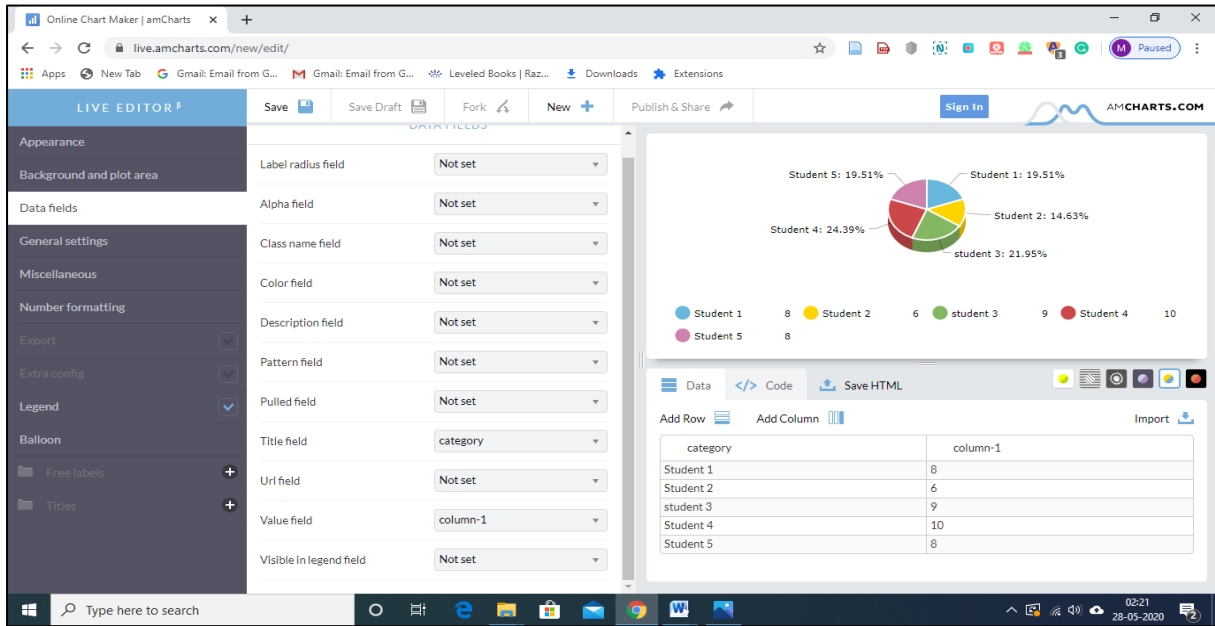 Online Chart Maker | amCharts
live.amcharts.com/new/edit/
3
M Paused
Apps New Tab Gmail: Email from G... Gmail: Email from G... Leveled Books | Raz... Downloads Extensions
LIVE EDITOR β
Save Save Draft Fork New Publish & Share Sign In AMCHARTS.COM
Appearance
Background and plot area
Data fields
General settings
Miscellaneous
Number formatting
Export
Extra config
Legend
Balloon
Free labels
Titles
DATA FIELDS
Label radius field Not set
Alpha field Not set
Class name field Not set
Color field Not set
Description field Not set
Pattern field Not set
Pulled field Not set
Title field category
Url field Not set
Value field column-1
Visible in legend field Not set
Student 5: 19.51% Student 1: 19.51%
Student 2: 14.63%
Student 4: 24.39%
student 3: 21.95%
Student 1 8 Student 2 6 student 3 9 Student 4 10
Student 5 8
Data </> Code Save HTML
Add Row Add Column Import
category column-1
Student 1 8
Student 2 6
student 3 9
Student 4 10
Student 5 8
Type here to search
02:21
28-05-2020
2